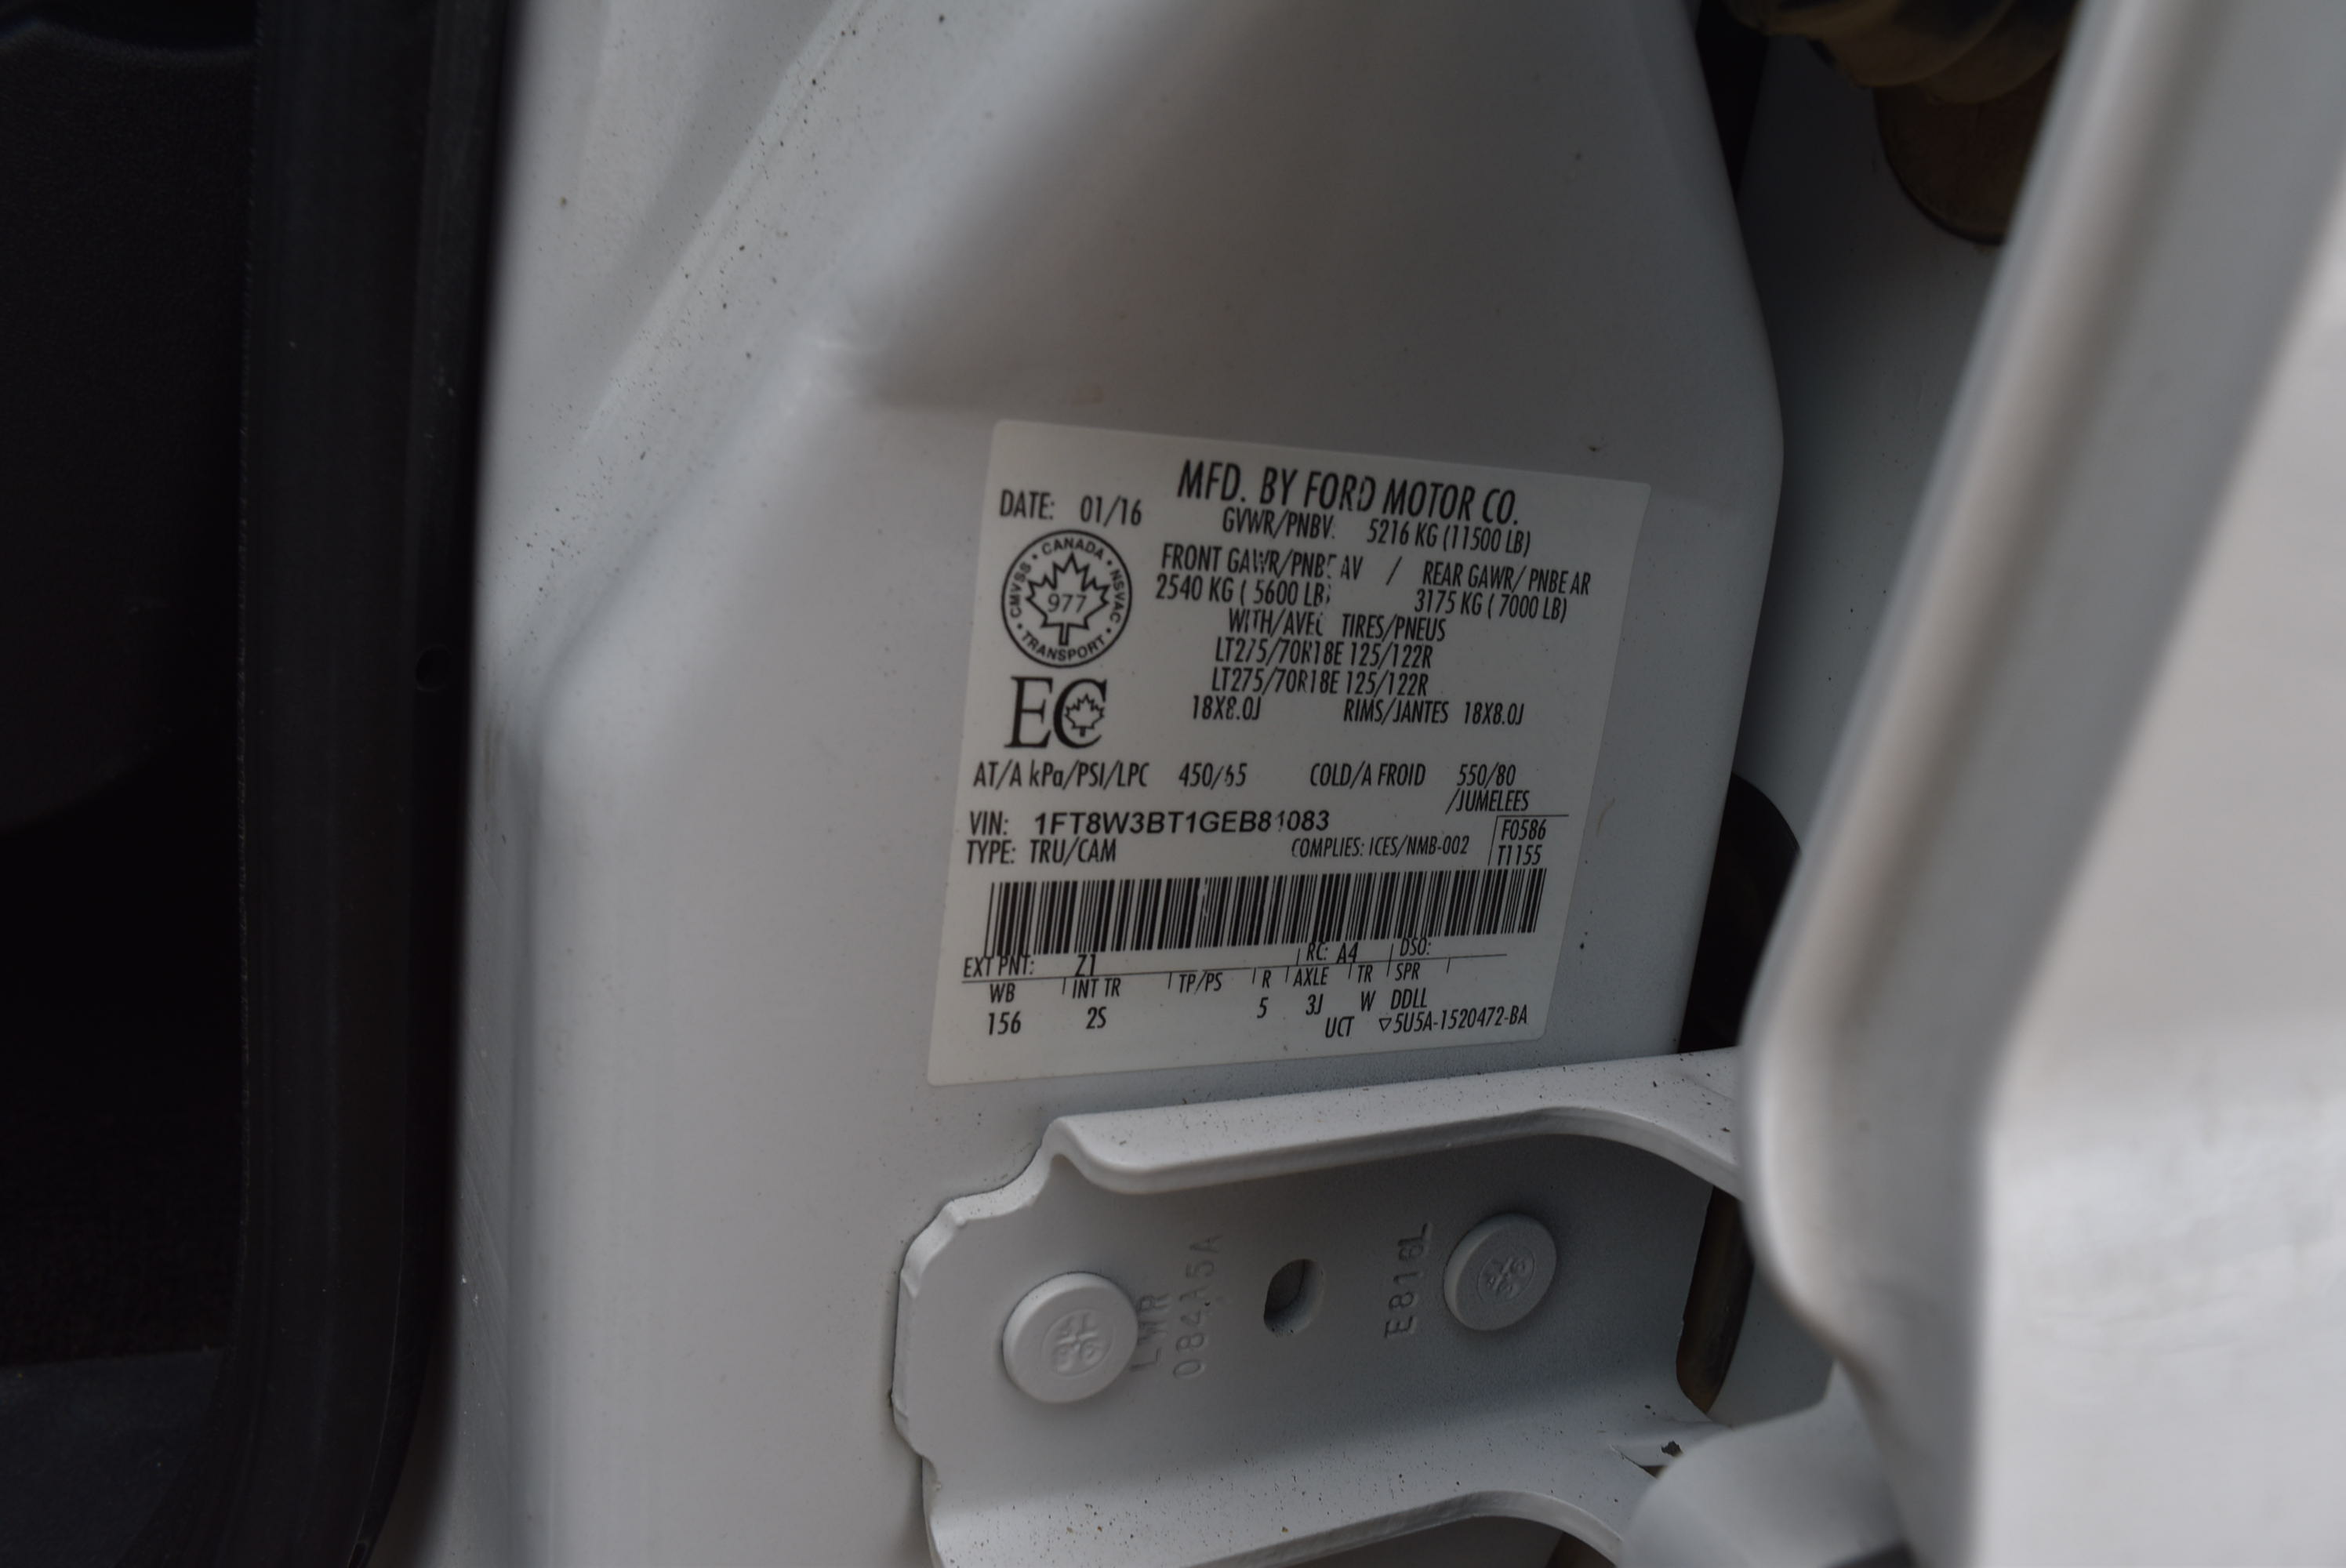 MFD. BY FORD MOTOR CO.
DATE: 01/16
GVWR/PNBV: 5216 KG (11500 LB)
CANADA • NSVAC • TRANSPORT • CMVSS •
977
FRONT GAWR/PNBE AV / REAR GAWR/PNBE AR
2540 KG ( 5600 LB) 3175 KG ( 7000 LB)
WITH/AVEC TIRES/PNEUS
LT275/70R18E 125/122R
LT275/70R18E 125/122R
EC
18X8.0J RIMS/JANTES 18X8.0J
AT/A kPa/PSI/LPC 450/65 COLD/A FROID 550/80
/JUMELEES
VIN: 1FT8W3BT1GEB81083
F0586
TYPE: TRU/CAM COMPLIES: ICES/NMB-002 T1155
EXT PNT: Z1 RC: A4 DSO:
WB INT TR TP/PS R AXLE TR SPR
156 2S 5 3J W DDLL
UCT ▽5U5A-1520472-BA
LWR
084A5A
E816L